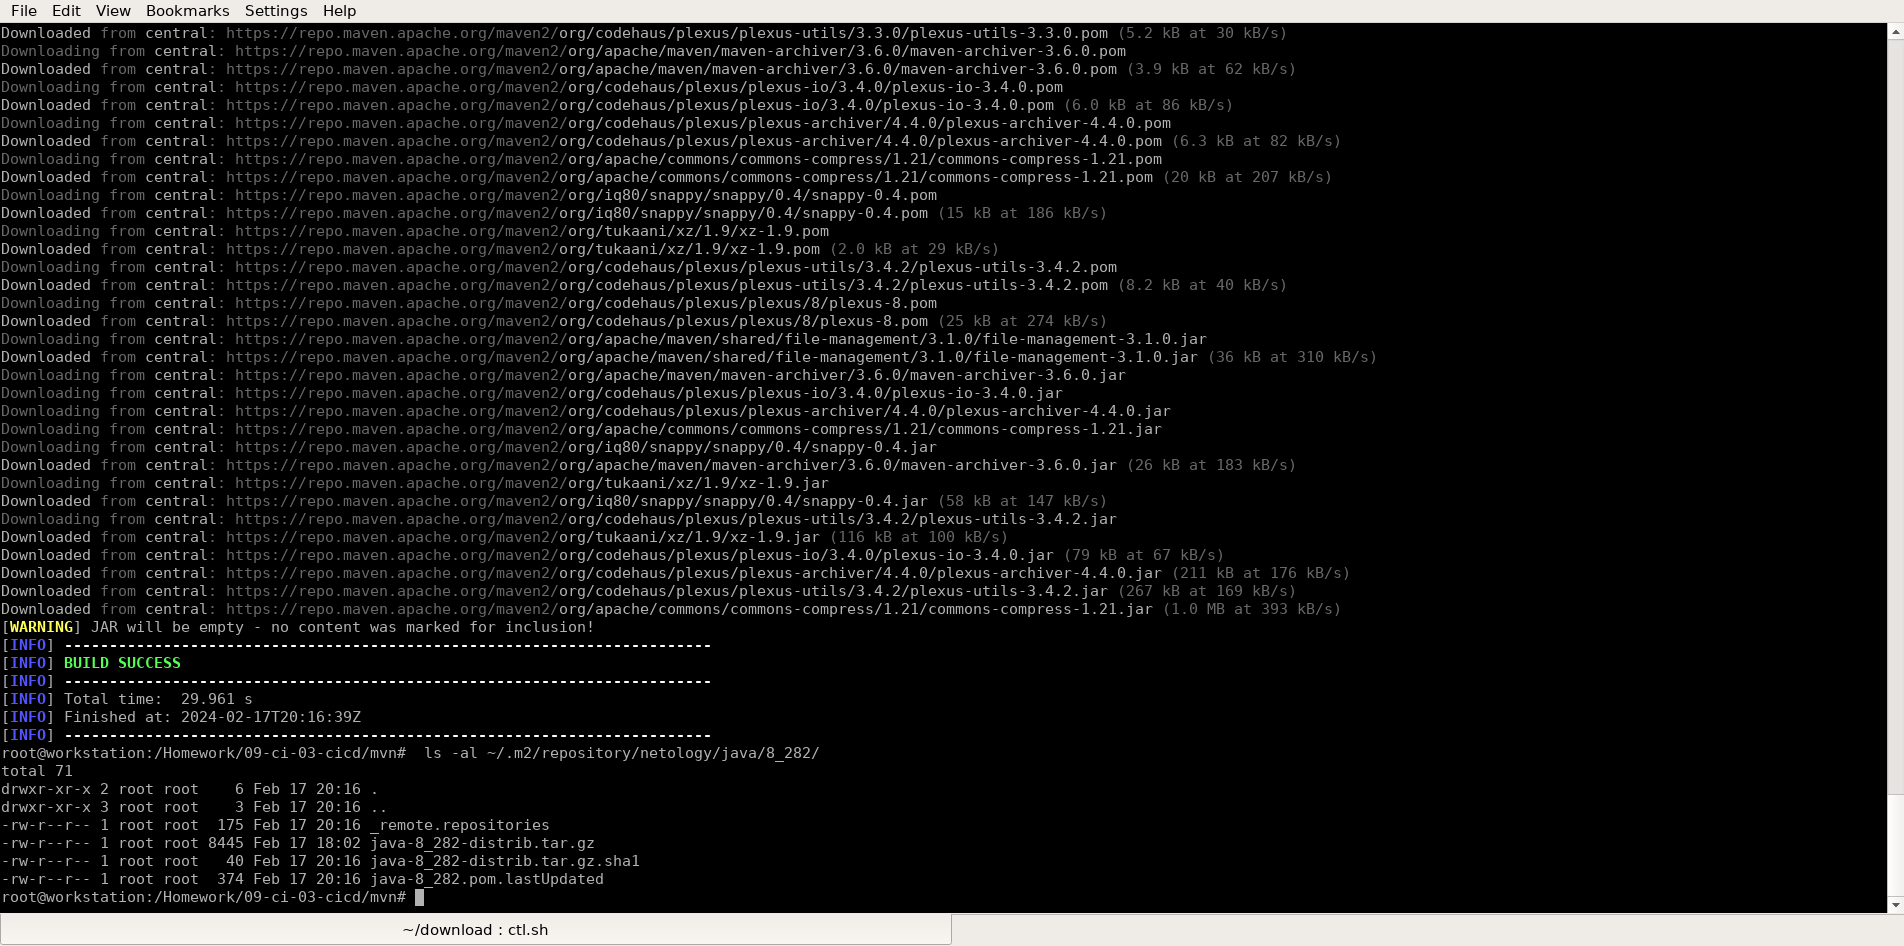 File Edit View Bookmarks Settings Help
Downloaded from central: https://repo.maven.apache.org/maven2/org/codehaus/plexus/plexus-utils/3.3.0/plexus-utils-3.3.0.pom (5.2 kB at 30 kB/s)
Downloading from central: https://repo.maven.apache.org/maven2/org/apache/maven/maven-archiver/3.6.0/maven-archiver-3.6.0.pom
Downloaded from central: https://repo.maven.apache.org/maven2/org/apache/maven/maven-archiver/3.6.0/maven-archiver-3.6.0.pom (3.9 kB at 62 kB/s)
Downloading from central: https://repo.maven.apache.org/maven2/org/codehaus/plexus/plexus-io/3.4.0/plexus-io-3.4.0.pom
Downloaded from central: https://repo.maven.apache.org/maven2/org/codehaus/plexus/plexus-io/3.4.0/plexus-io-3.4.0.pom (6.0 kB at 86 kB/s)
Downloading from central: https://repo.maven.apache.org/maven2/org/codehaus/plexus/plexus-archiver/4.4.0/plexus-archiver-4.4.0.pom
Downloaded from central: https://repo.maven.apache.org/maven2/org/codehaus/plexus/plexus-archiver/4.4.0/plexus-archiver-4.4.0.pom (6.3 kB at 82 kB/s)
Downloading from central: https://repo.maven.apache.org/maven2/org/apache/commons/commons-compress/1.21/commons-compress-1.21.pom
Downloaded from central: https://repo.maven.apache.org/maven2/org/apache/commons/commons-compress/1.21/commons-compress-1.21.pom (20 kB at 207 kB/s)
Downloading from central: https://repo.maven.apache.org/maven2/org/iq80/snappy/snappy/0.4/snappy-0.4.pom
Downloaded from central: https://repo.maven.apache.org/maven2/org/iq80/snappy/snappy/0.4/snappy-0.4.pom (15 kB at 186 kB/s)
Downloading from central: https://repo.maven.apache.org/maven2/org/tukaani/xz/1.9/xz-1.9.pom
Downloaded from central: https://repo.maven.apache.org/maven2/org/tukaani/xz/1.9/xz-1.9.pom (2.0 kB at 29 kB/s)
Downloading from central: https://repo.maven.apache.org/maven2/org/codehaus/plexus/plexus-utils/3.4.2/plexus-utils-3.4.2.pom
Downloaded from central: https://repo.maven.apache.org/maven2/org/codehaus/plexus/plexus-utils/3.4.2/plexus-utils-3.4.2.pom (8.2 kB at 40 kB/s)
Downloading from central: https://repo.maven.apache.org/maven2/org/codehaus/plexus/plexus/8/plexus-8.pom
Downloaded from central: https://repo.maven.apache.org/maven2/org/codehaus/plexus/plexus/8/plexus-8.pom (25 kB at 274 kB/s)
Downloading from central: https://repo.maven.apache.org/maven2/org/apache/maven/shared/file-management/3.1.0/file-management-3.1.0.jar
Downloaded from central: https://repo.maven.apache.org/maven2/org/apache/maven/shared/file-management/3.1.0/file-management-3.1.0.jar (36 kB at 310 kB/s)
Downloading from central: https://repo.maven.apache.org/maven2/org/apache/maven/maven-archiver/3.6.0/maven-archiver-3.6.0.jar
Downloading from central: https://repo.maven.apache.org/maven2/org/codehaus/plexus/plexus-io/3.4.0/plexus-io-3.4.0.jar
Downloading from central: https://repo.maven.apache.org/maven2/org/codehaus/plexus/plexus-archiver/4.4.0/plexus-archiver-4.4.0.jar
Downloading from central: https://repo.maven.apache.org/maven2/org/apache/commons/commons-compress/1.21/commons-compress-1.21.jar
Downloading from central: https://repo.maven.apache.org/maven2/org/iq80/snappy/snappy/0.4/snappy-0.4.jar
Downloaded from central: https://repo.maven.apache.org/maven2/org/apache/maven/maven-archiver/3.6.0/maven-archiver-3.6.0.jar (26 kB at 183 kB/s)
Downloading from central: https://repo.maven.apache.org/maven2/org/tukaani/xz/1.9/xz-1.9.jar
Downloaded from central: https://repo.maven.apache.org/maven2/org/iq80/snappy/snappy/0.4/snappy-0.4.jar (58 kB at 147 kB/s)
Downloading from central: https://repo.maven.apache.org/maven2/org/codehaus/plexus/plexus-utils/3.4.2/plexus-utils-3.4.2.jar
Downloaded from central: https://repo.maven.apache.org/maven2/org/tukaani/xz/1.9/xz-1.9.jar (116 kB at 100 kB/s)
Downloaded from central: https://repo.maven.apache.org/maven2/org/codehaus/plexus/plexus-io/3.4.0/plexus-io-3.4.0.jar (79 kB at 67 kB/s)
Downloaded from central: https://repo.maven.apache.org/maven2/org/codehaus/plexus/plexus-archiver/4.4.0/plexus-archiver-4.4.0.jar (211 kB at 176 kB/s)
Downloaded from central: https://repo.maven.apache.org/maven2/org/codehaus/plexus/plexus-utils/3.4.2/plexus-utils-3.4.2.jar (267 kB at 169 kB/s)
Downloaded from central: https://repo.maven.apache.org/maven2/org/apache/commons/commons-compress/1.21/commons-compress-1.21.jar (1.0 MB at 393 kB/s)
[WARNING] JAR will be empty - no content was marked for inclusion!
[INFO] ------------------------------------------------------------------------
[INFO] BUILD SUCCESS
[INFO] ------------------------------------------------------------------------
[INFO] Total time:  29.961 s
[INFO] Finished at: 2024-02-17T20:16:39Z
[INFO] ------------------------------------------------------------------------
root@workstation:/Homework/09-ci-03-cicd/mvn#  ls -al ~/.m2/repository/netology/java/8_282/
total 71
drwxr-xr-x 2 root root    6 Feb 17 20:16 .
drwxr-xr-x 3 root root    3 Feb 17 20:16 ..
-rw-r--r-- 1 root root  175 Feb 17 20:16 _remote.repositories
-rw-r--r-- 1 root root 8445 Feb 17 18:02 java-8_282-distrib.tar.gz
-rw-r--r-- 1 root root   40 Feb 17 20:16 java-8_282-distrib.tar.gz.sha1
-rw-r--r-- 1 root root  374 Feb 17 20:16 java-8_282.pom.lastUpdated
root@workstation:/Homework/09-ci-03-cicd/mvn#
~/download : ctl.sh